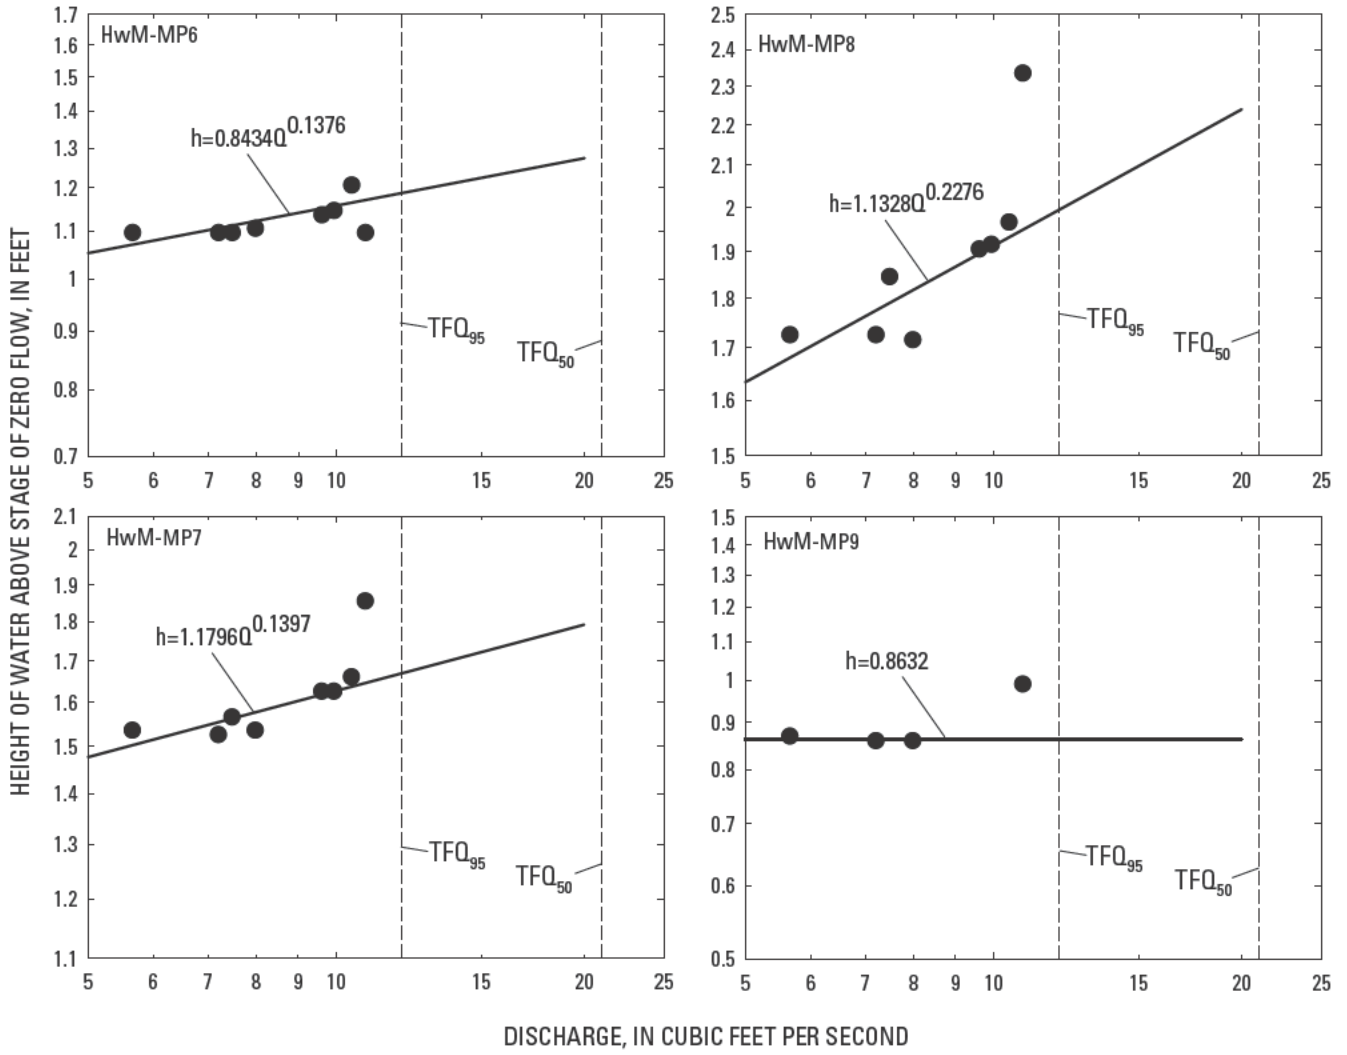 HEIGHT OF WATER ABOVE STAGE OF ZERO FLOW, IN FEET
HwM-MP6
1.7
1.6
1.5
1.4
1.3
1.2
1.1
1
0.9
0.8
0.7
h=0.8434Q^0.1376
TFQ95
TFQ50
5 6 7 8 9 10 15 20 25
HwM-MP8
2.5
2.4
2.3
2.2
2.1
2
1.9
1.8
1.7
1.6
1.5
h=1.1328Q^0.2276
TFQ95
TFQ50
5 6 7 8 9 10 15 20 25
HwM-MP7
2.1
2
1.9
1.8
1.7
1.6
1.5
1.4
1.3
1.2
1.1
h=1.1796Q^0.1397
TFQ95
TFQ50
5 6 7 8 9 10 15 20 25
HwM-MP9
1.5
1.4
1.3
1.2
1.1
1
0.9
0.8
0.7
0.6
0.5
h=0.8632
TFQ95
TFQ50
5 6 7 8 9 10 15 20 25
DISCHARGE, IN CUBIC FEET PER SECOND